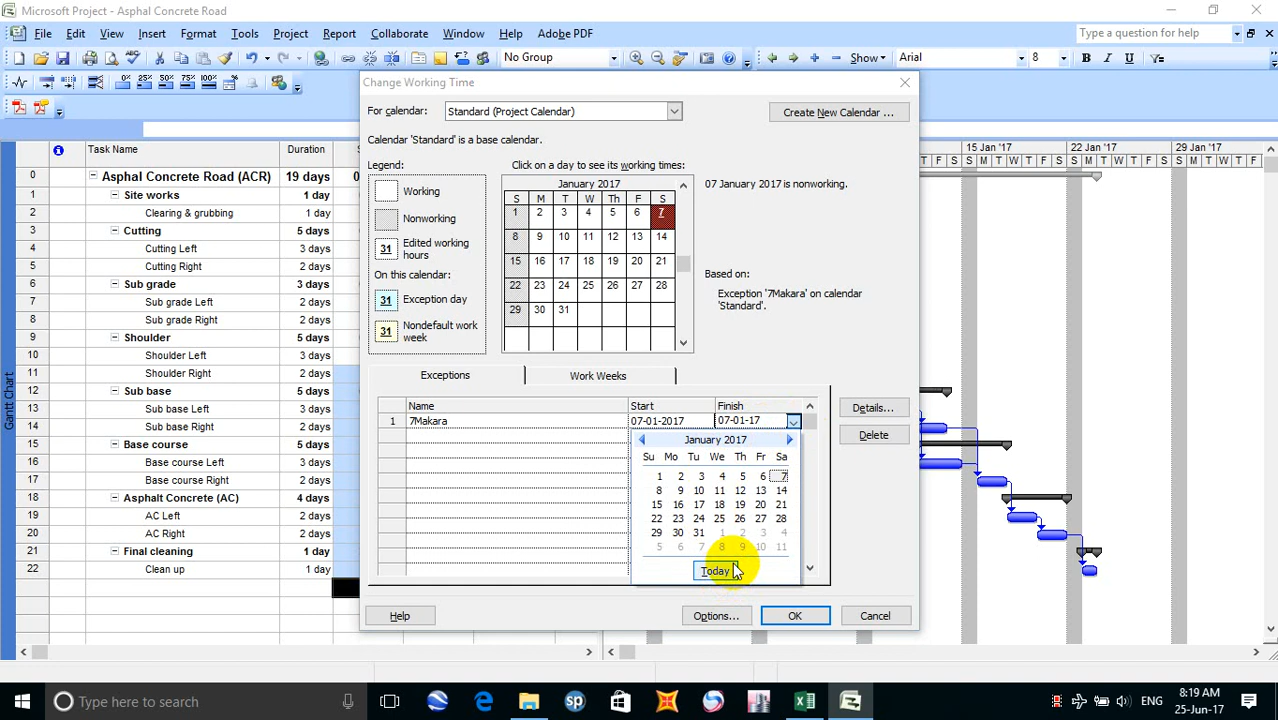 Microsoft Project - Asphal Concrete Road
File Edit View Insert Format Tools Project Report Collaborate Window Help Adobe PDF
Type a question for help
No Group
Show
Arial
8
B I U
0% 25% 50% 75% 100%
Task Name
Duration
0 Asphal Concrete Road (ACR) 19 days
1 Site works 1 day
2 Clearing & grubbing 1 day
3 Cutting 5 days
4 Cutting Left 3 days
5 Cutting Right 2 days
6 Sub grade 5 days
7 Sub grade Left 3 days
8 Sub grade Right 2 days
9 Shoulder 5 days
10 Shoulder Left 3 days
11 Shoulder Right 2 days
12 Sub base 5 days
13 Sub base Left 3 days
14 Sub base Right 2 days
15 Base course 5 days
16 Base course Left 3 days
17 Base course Right 2 days
18 Asphalt Concrete (AC) 4 days
19 AC Left 2 days
20 AC Right 2 days
21 Final cleaning 1 day
22 Clean up 1 day
Gantt Chart
Change Working Time
For calendar: Standard (Project Calendar)
Create New Calendar ...
Calendar 'Standard' is a base calendar.
Legend:
Working
Nonworking
31 Edited working hours
On this calendar:
31 Exception day
31 Nondefault work week
Click on a day to see its working times:
January 2017
S M T W Th F S
1 2 3 4 5 6 7
8 9 10 11 12 13 14
15 16 17 18 19 20 21
22 23 24 25 26 27 28
29 30 31
07 January 2017 is nonworking.
Based on:
Exception '7Makara' on calendar
'Standard'.
Exceptions
Work Weeks
Name Start Finish
1 7Makara 07-01-2017 07-01-17
Details...
Delete
January 2017
Su Mo Tu We Th Fr Sa
1 2 3 4 5 6 7
8 9 10 11 12 13 14
15 16 17 18 19 20 21
22 23 24 25 26 27 28
29 30 31 1 2 3 4
5 6 7 8 9 10 11
Today
Help
Options...
OK
Cancel
15 Jan '17 22 Jan '17 29 Jan '17
T F S S M T W T F S S M T W T F S S M T W T F S
Type here to search
ENG
8:19 AM
25-Jun-17